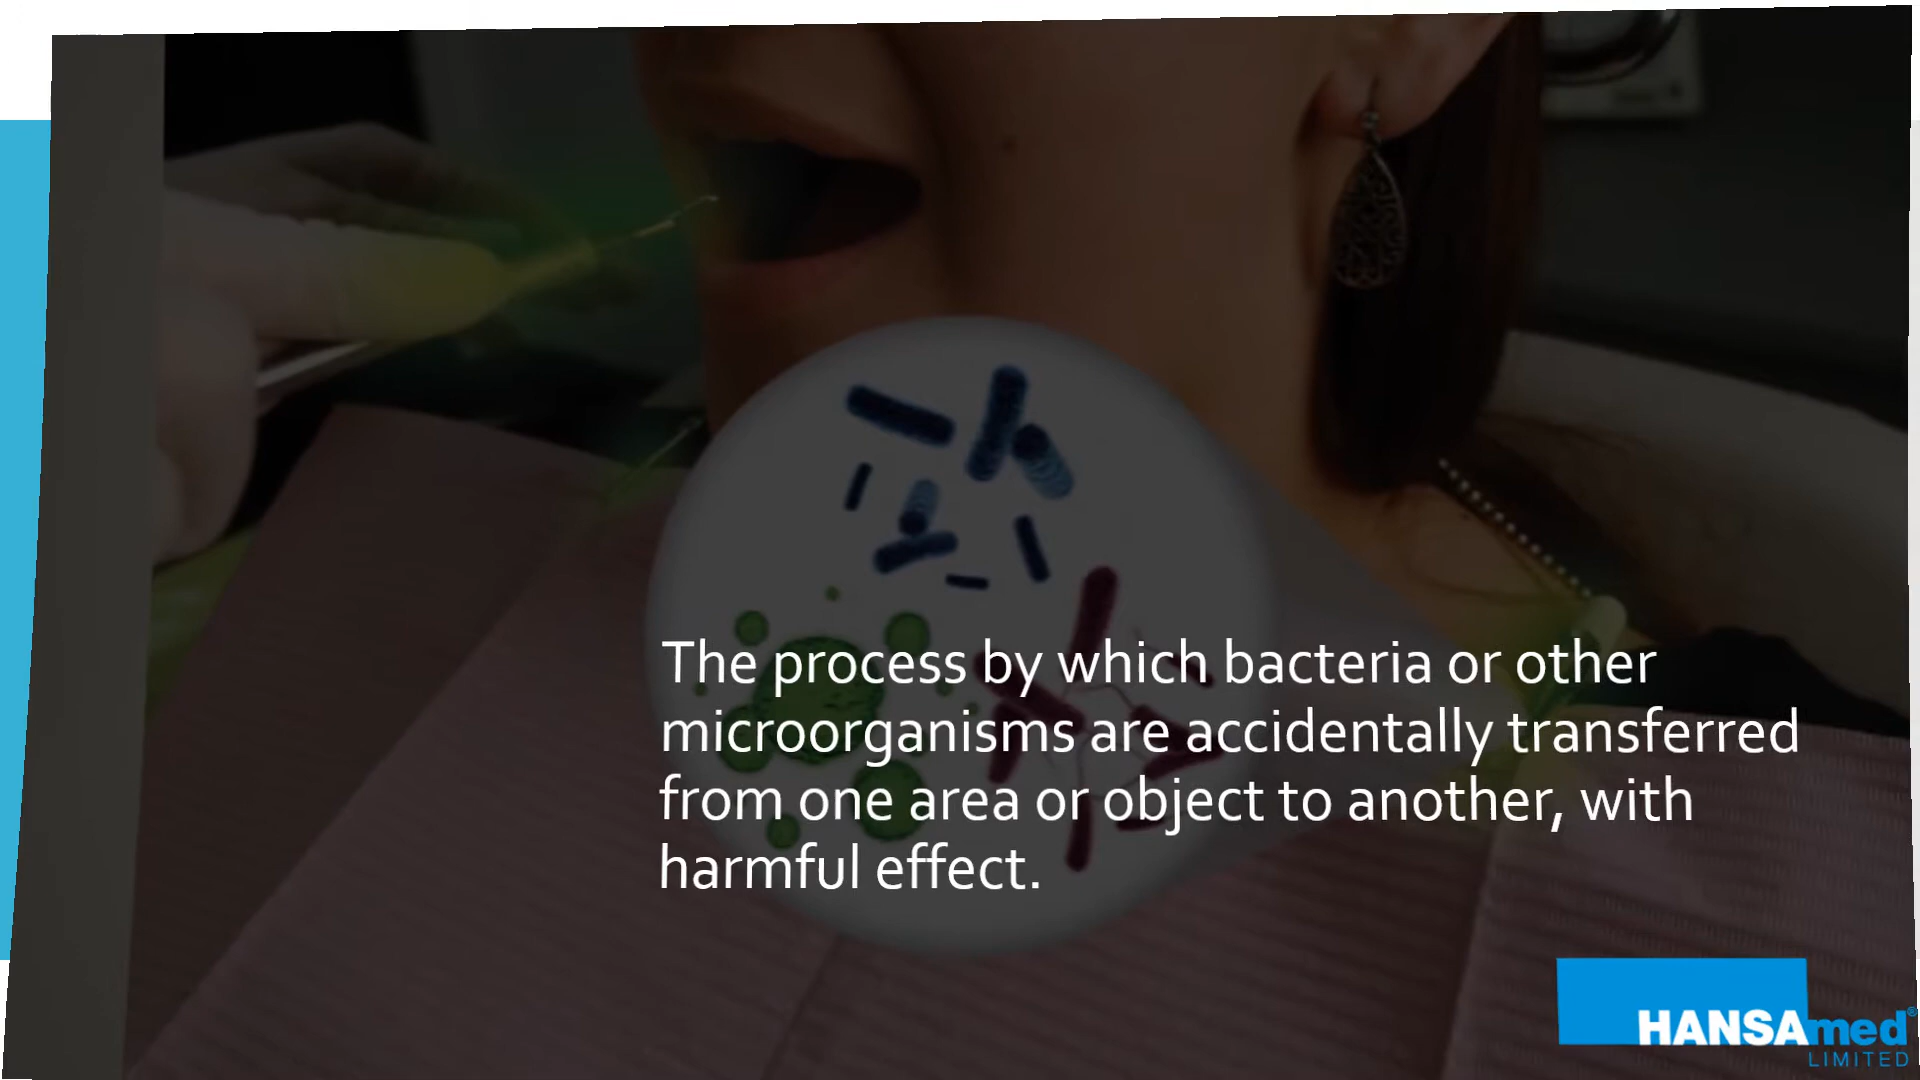 The process by which bacteria or other
microorganisms are accidentally transferred
from one area or object to another, with
harmful effect.
HANSAmed®
LIMITED